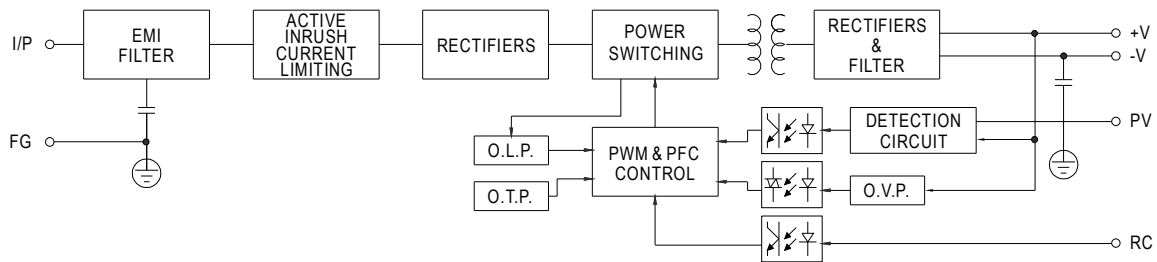 I/P
EMI
FILTER
ACTIVE
INRUSH
CURRENT
LIMITING
RECTIFIERS
POWER
SWITCHING
RECTIFIERS
&
FILTER
+V
-V
FG
O.L.P.
O.T.P.
PWM & PFC
CONTROL
DETECTION
CIRCUIT
PV
O.V.P.
RC